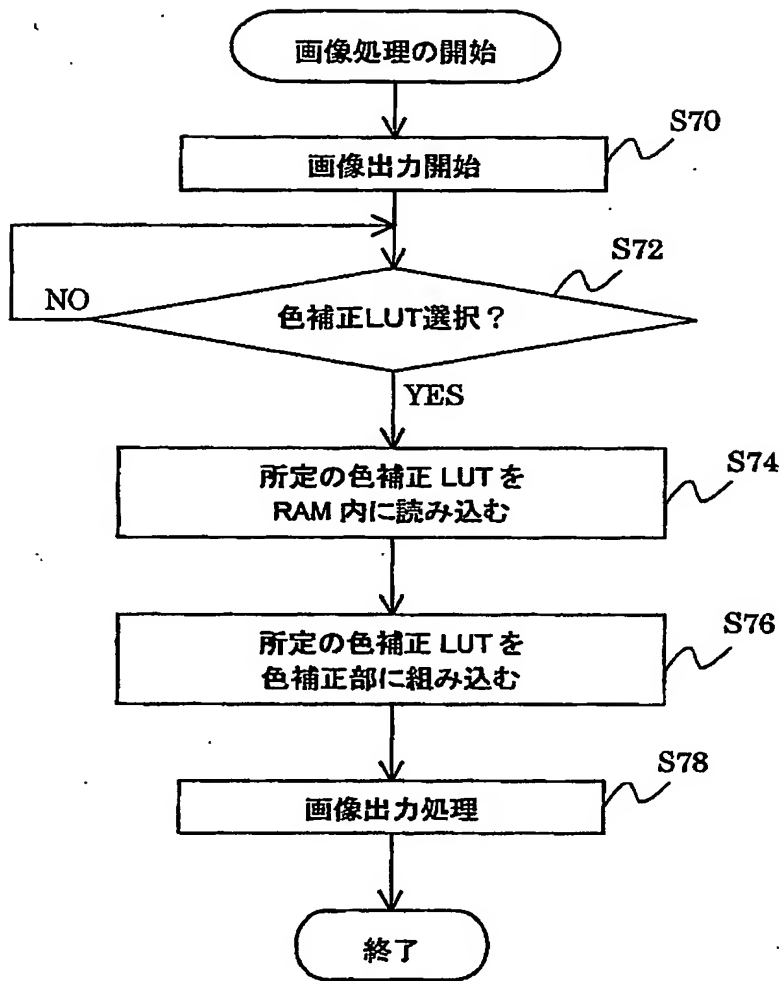 画像処理の開始
S70
画像出力開始
S72
NO
色補正LUT選択?
YES
S74
所定の色補正 LUT を
RAM 内に読み込む
S76
所定の色補正 LUT を
色補正部に組み込む
S78
画像出力処理
終了